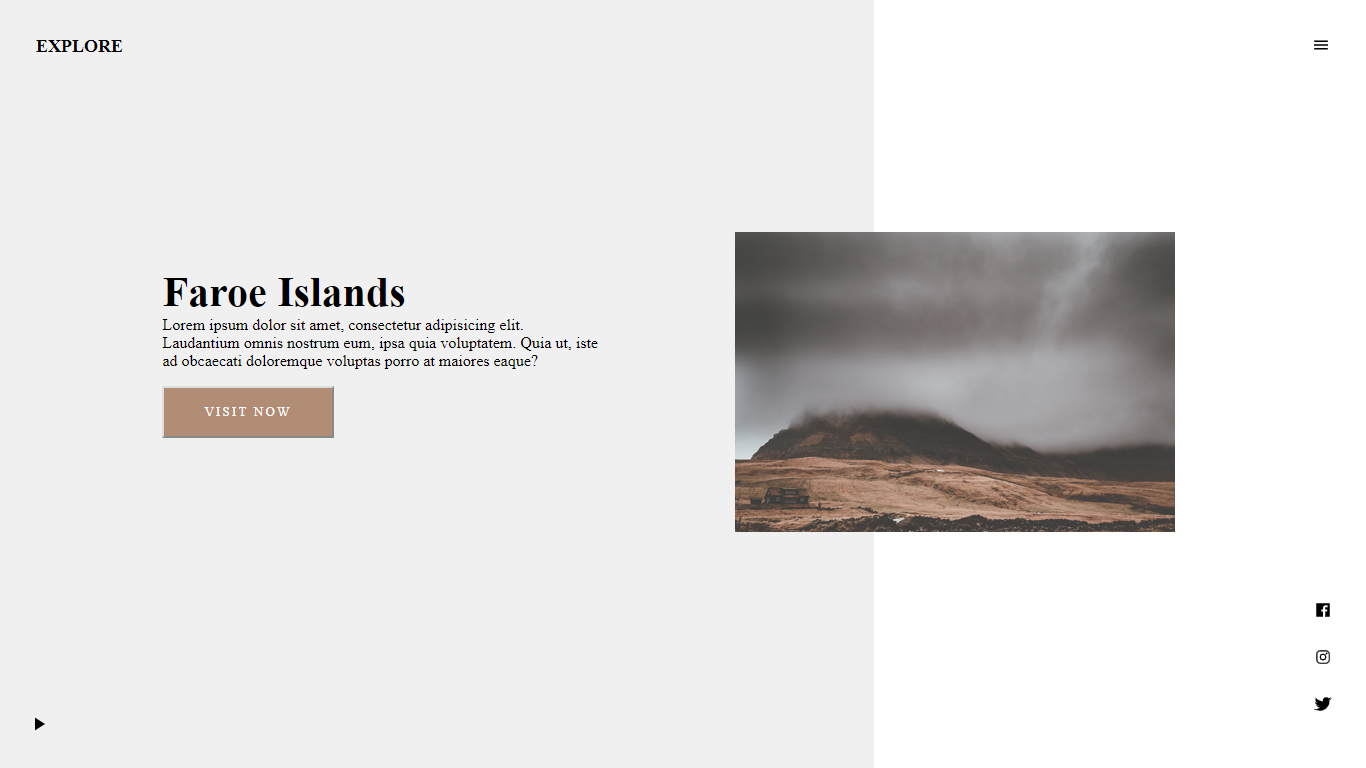 EXPLORE
Faroe Islands
Lorem ipsum dolor sit amet, consectetur adipisicing elit.
Laudantium omnis nostrum eum, ipsa quia voluptatem. Quia ut, iste
ad obcaecati doloremque voluptas porro at maiores eaque?
VISIT NOW